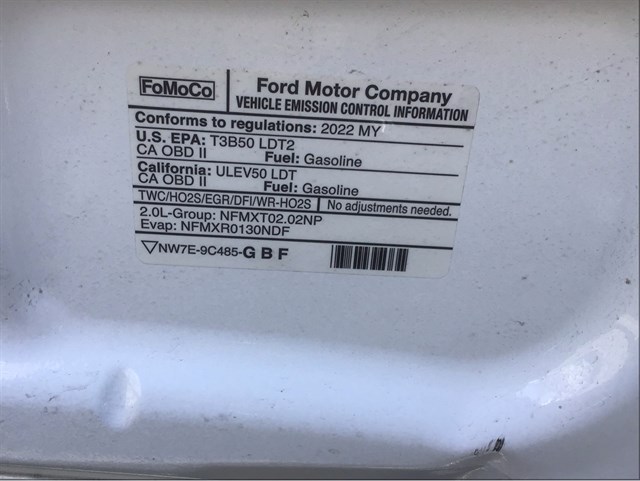 FoMoCo
Ford Motor Company
VEHICLE EMISSION CONTROL INFORMATION
Conforms to regulations: 2022 MY
U.S. EPA: T3B50 LDT2
CA OBD II Fuel: Gasoline
California: ULEV50 LDT
CA OBD II Fuel: Gasoline
TWC/HO2S/EGR/DFI/WR-HO2S No adjustments needed.
2.0L-Group: NFMXT02.02NP
Evap: NFMXR0130NDF
NW7E-9C485-G B F